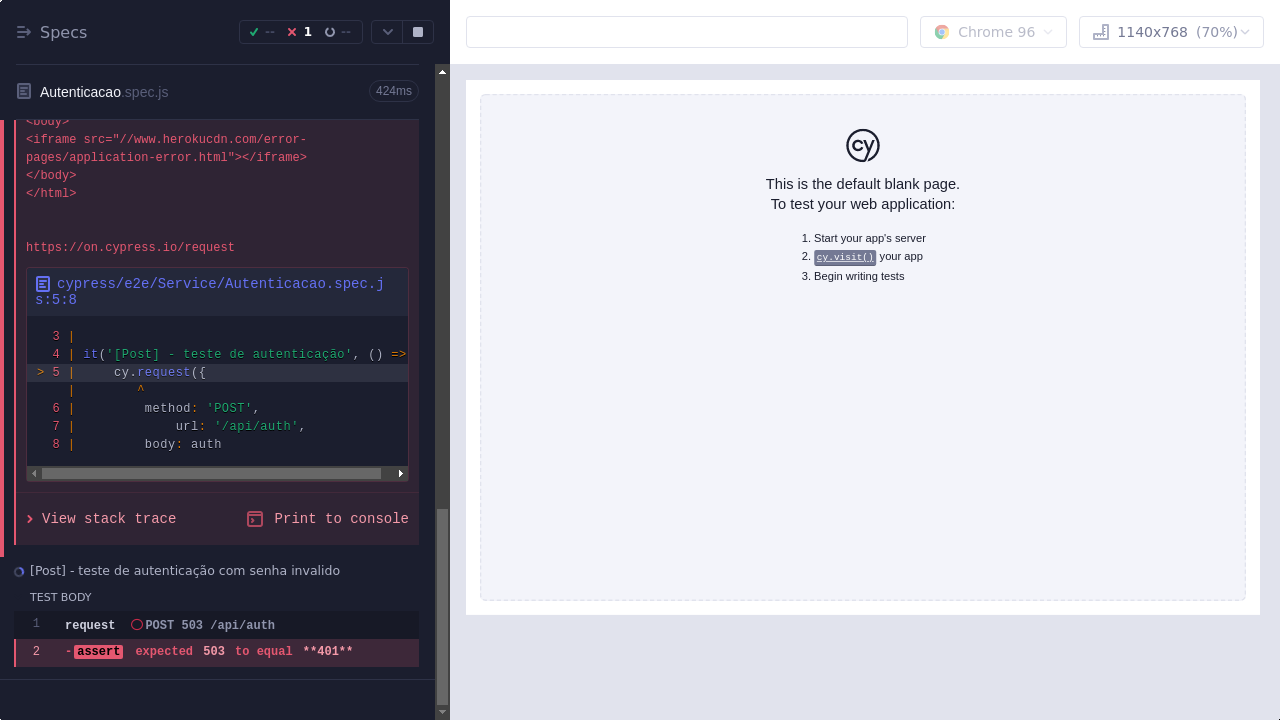 Specs
-- 1 --
Chrome 96
1140x768 (70%)
Autenticacao.spec.js
424ms
<body>
<iframe src="//www.herokucdn.com/error-
pages/application-error.html"></iframe>
</body>
</html>
https://on.cypress.io/request
cypress/e2e/Service/Autenticacao.spec.j
s:5:8
3 |
4 | it('[Post] - teste de autenticação', () =>
> 5 | cy.request({
| ^
6 | method: 'POST',
7 | url: '/api/auth',
8 | body: auth
View stack trace
Print to console
[Post] - teste de autenticação com senha invalido
TEST BODY
1 request POST 503 /api/auth
2 -assert expected 503 to equal **401**
cy
This is the default blank page.
To test your web application:
1. Start your app's server
2. cy.visit() your app
3. Begin writing tests